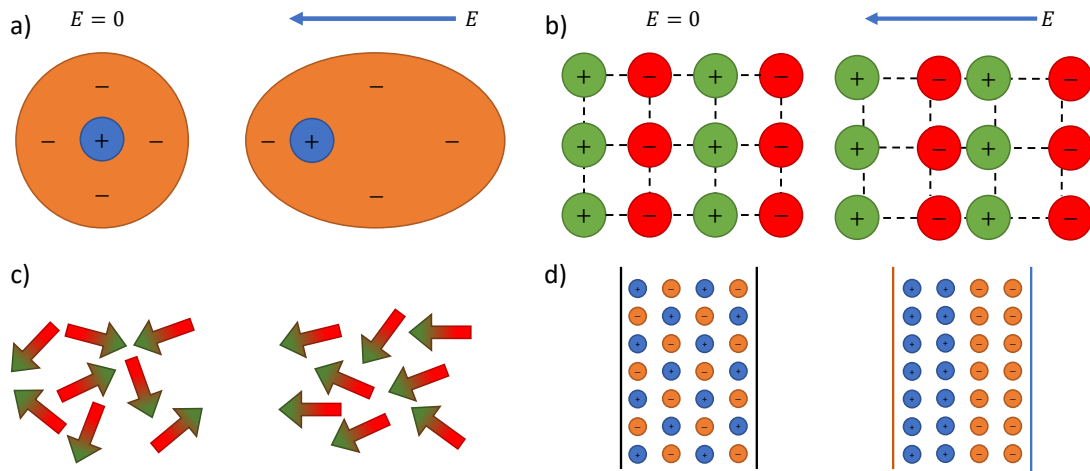 a)
E = 0
E
−
− + −
−
−
− + −
−
b)
E = 0
E
+ − + −
+ − + −
+ − + −
+ − + −
+ − + −
+ − + −
c)
d)
+ − + −
− + − +
+ − + −
− + − +
+ − + −
− + − +
+ − + −
+ + − −
+ + − −
+ + − −
+ + − −
+ + − −
+ + − −
+ + − −